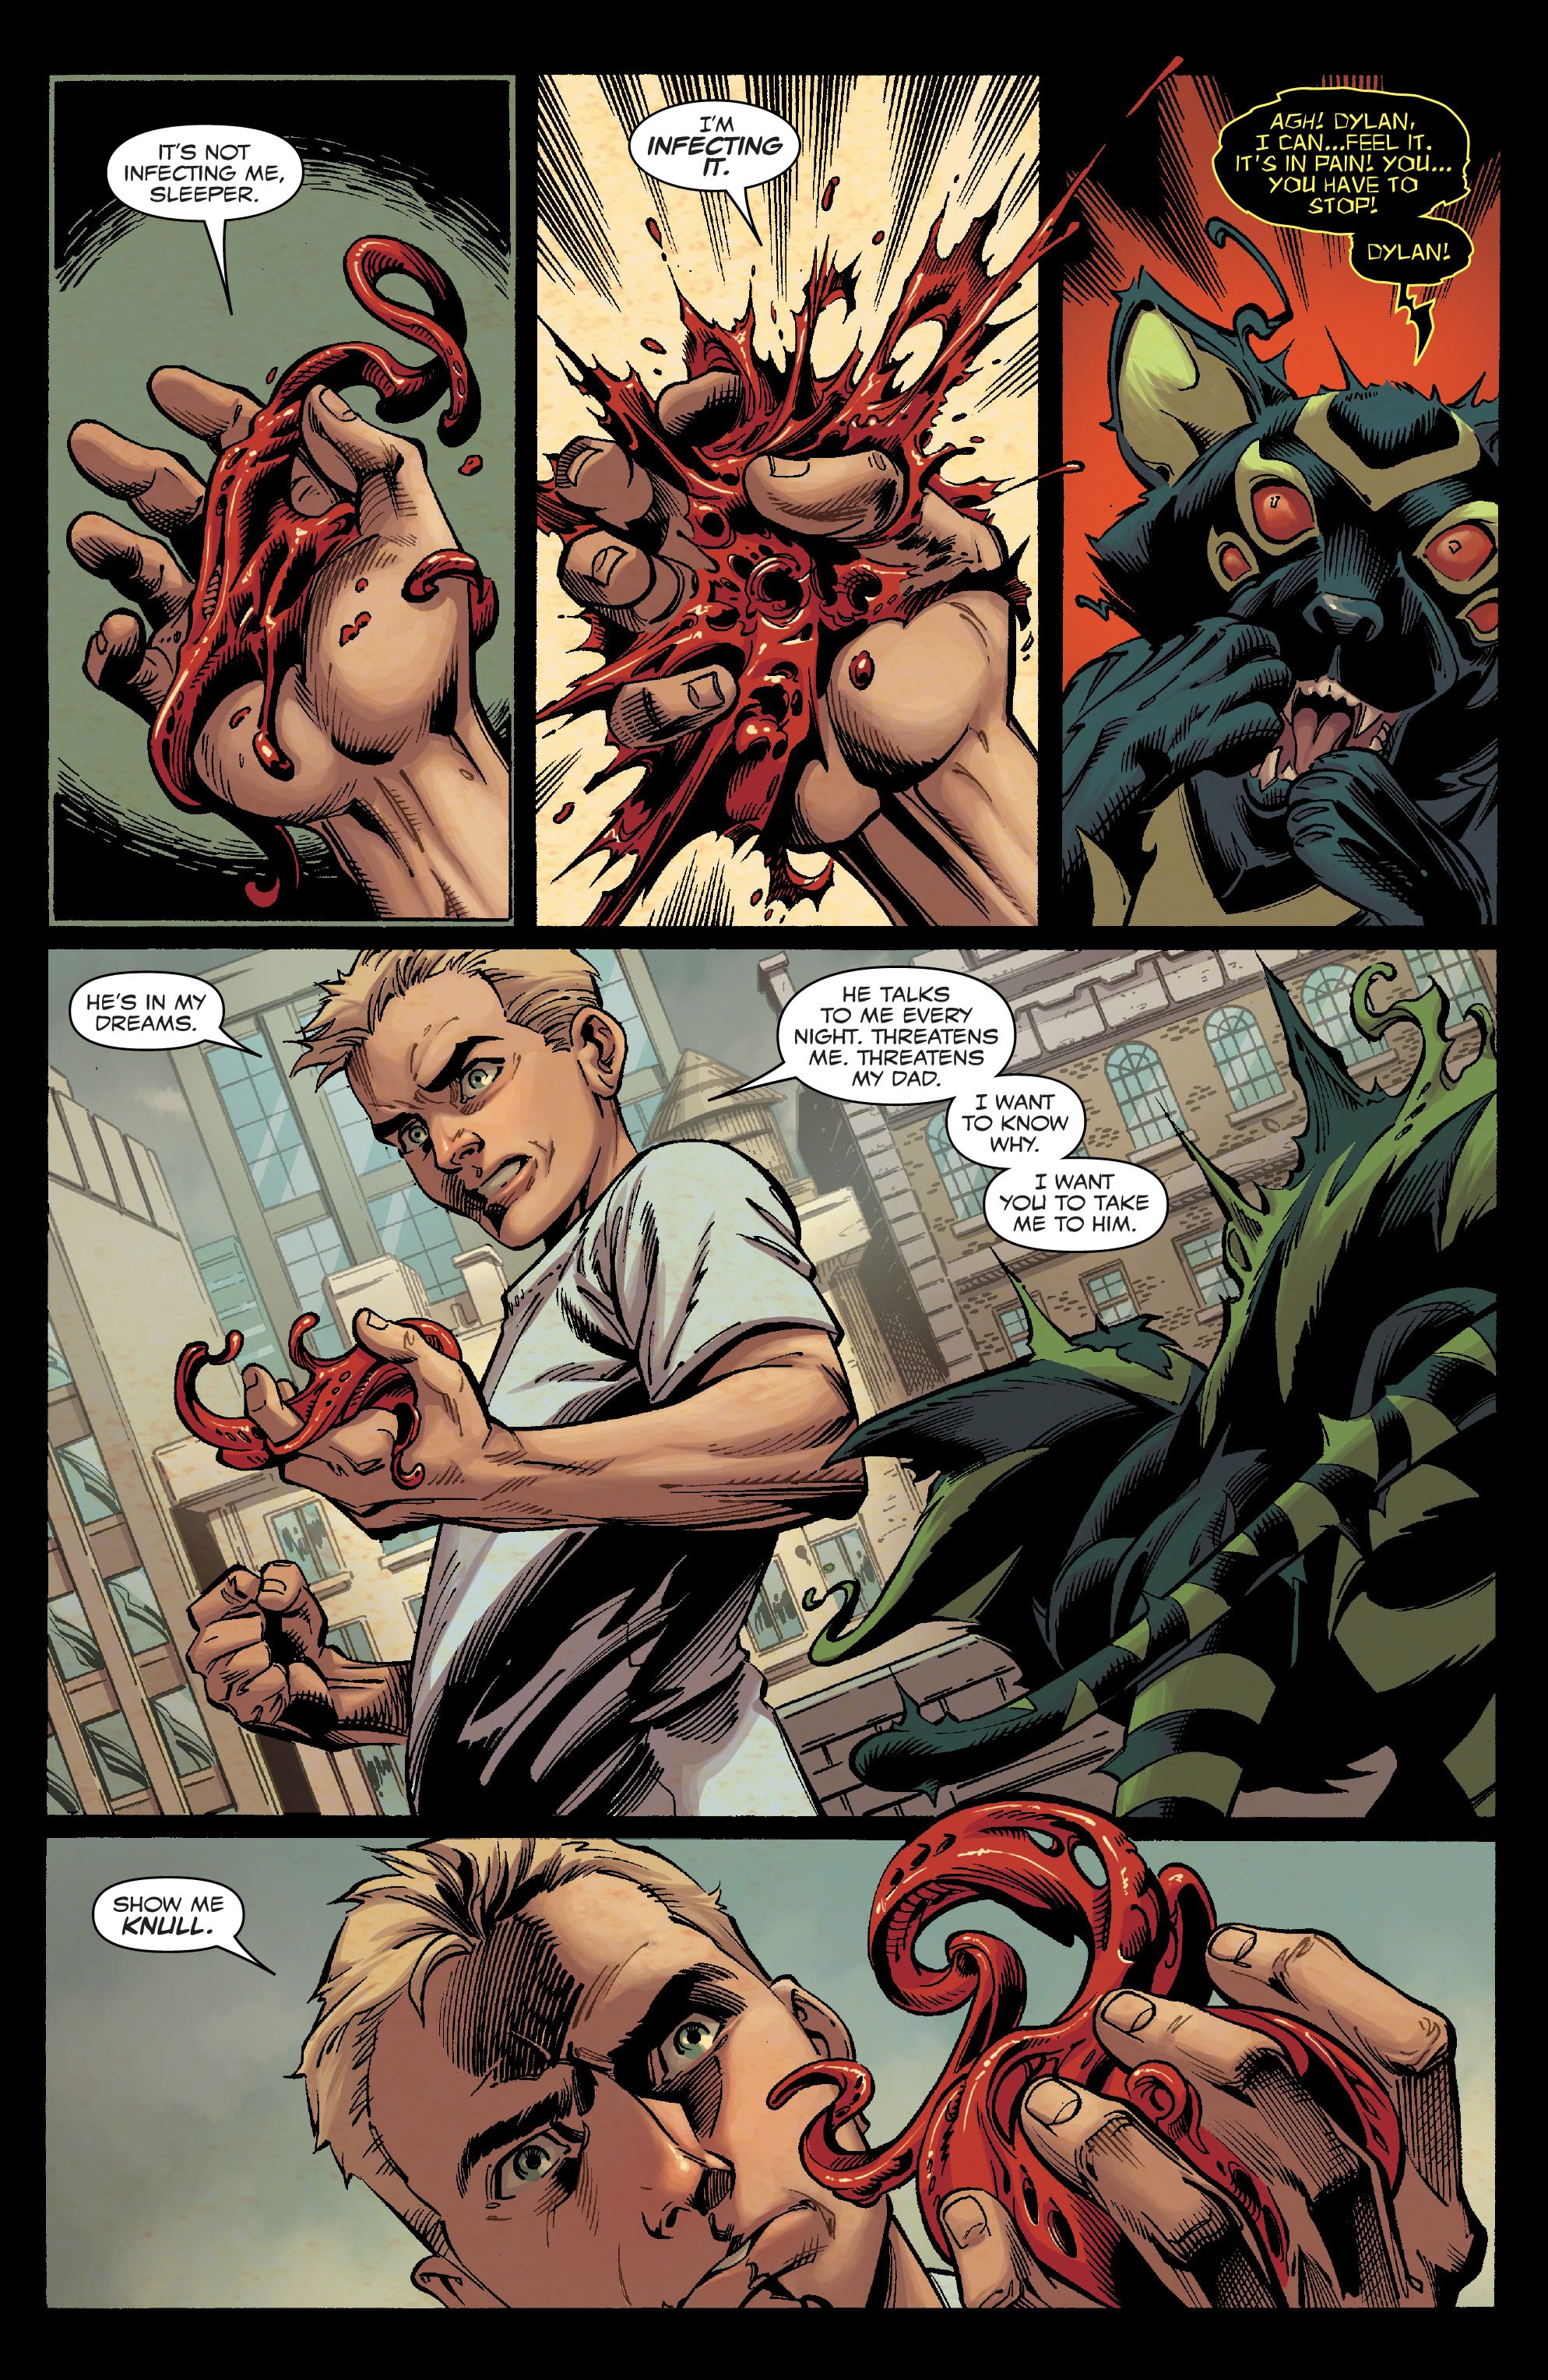 IT'S NOT
INFECTING ME,
SLEEPER.
I'M
INFECTING
IT.
AGH! DYLAN,
I CAN...FEEL IT.
IT'S IN PAIN! YOU...
YOU HAVE TO
STOP!
DYLAN!
HE'S IN MY
DREAMS.
HE TALKS
TO ME EVERY
NIGHT. THREATENS
ME. THREATENS
MY DAD.
I WANT
TO KNOW
WHY.
I WANT
YOU TO TAKE
ME TO HIM.
SHOW ME
KNULL.